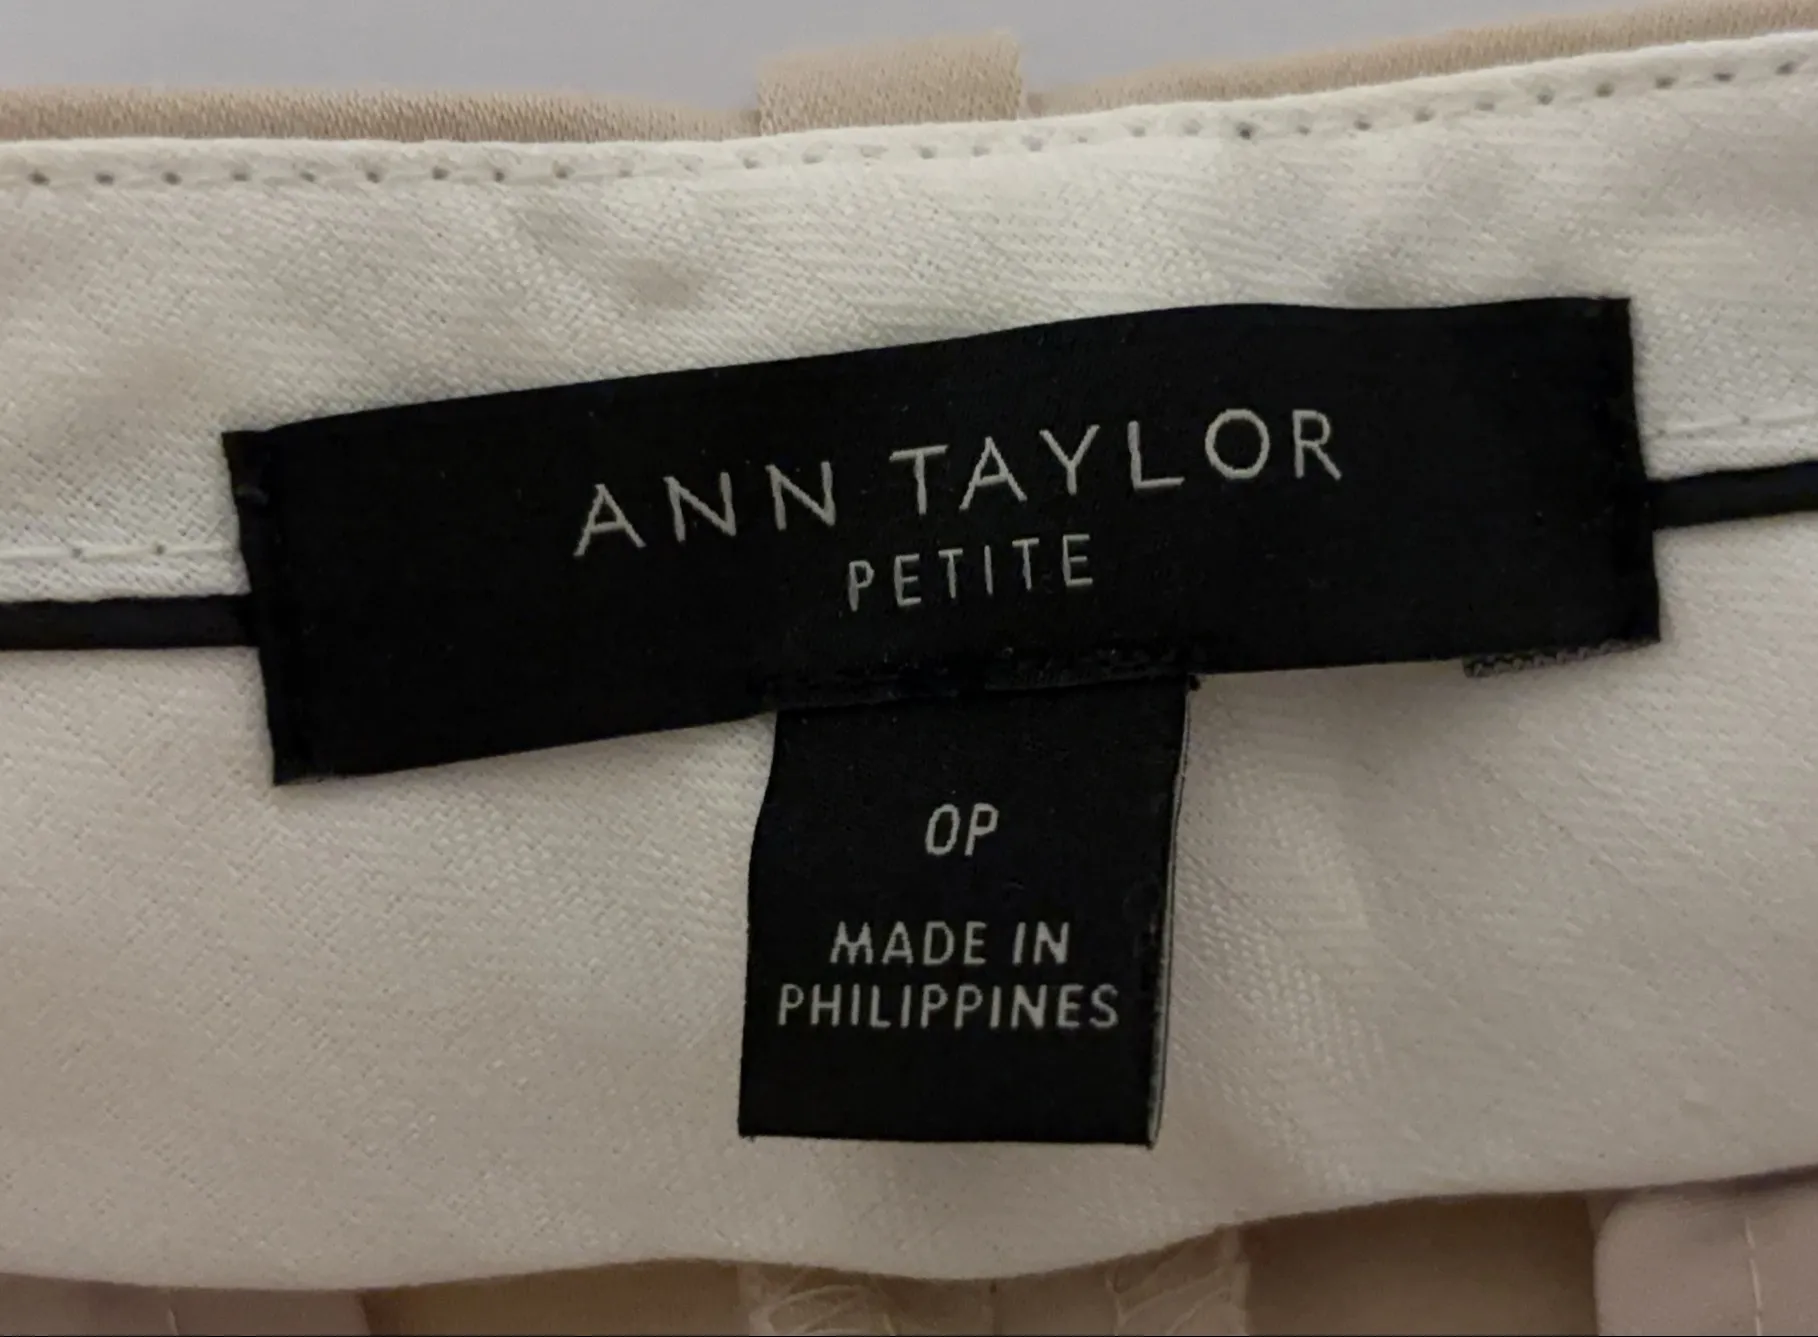 ANN TAYLOR
PETITE
0P
MADE IN
PHILIPPINES